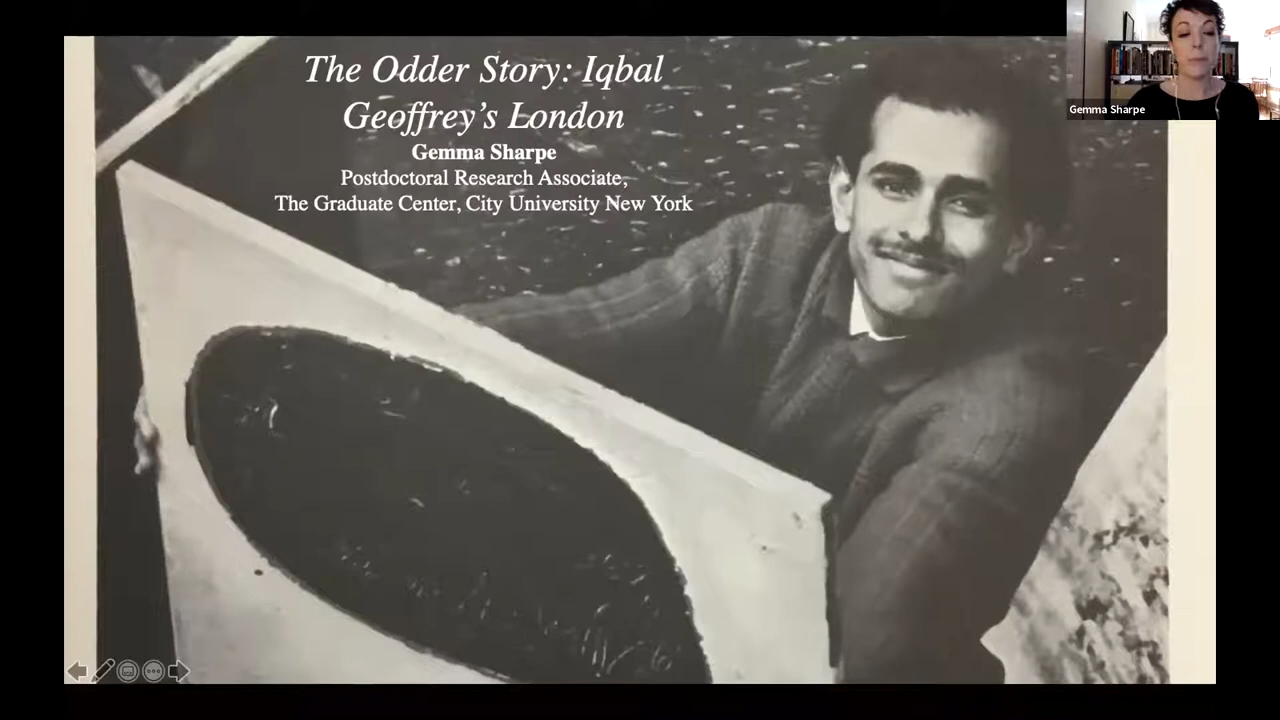 The Odder Story: Iqbal
Geoffrey's London
Gemma Sharpe
Postdoctoral Research Associate,
The Graduate Center, City University New York
Gemma Sharpe